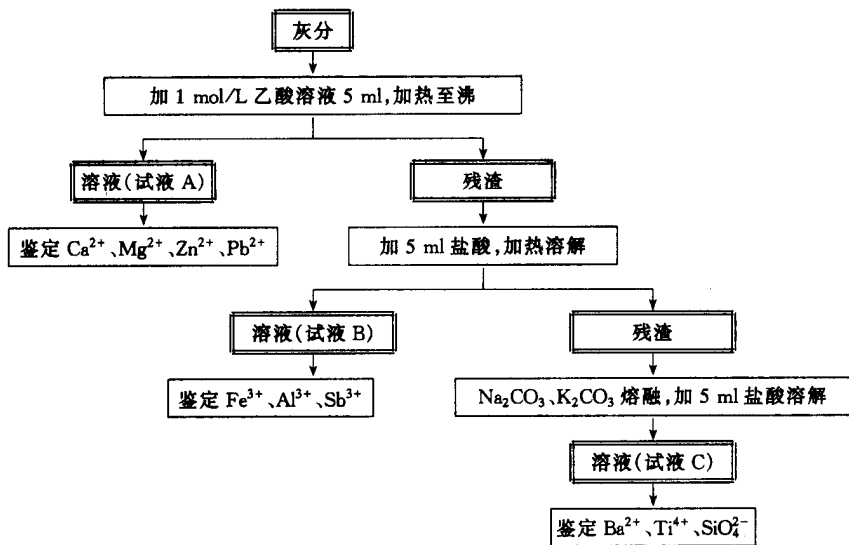 灰分
加 1 mol/L 乙酸溶液 5 ml,加热至沸
溶液(试液 A)
残渣
鉴定 Ca²⁺、Mg²⁺、Zn²⁺、Pb²⁺
加 5 ml 盐酸,加热溶解
溶液(试液 B)
残渣
鉴定 Fe³⁺、Al³⁺、Sb³⁺
Na₂CO₃、K₂CO₃ 熔融,加 5 ml 盐酸溶解
溶液(试液 C)
鉴定 Ba²⁺、Ti⁴⁺、SiO₄²⁻